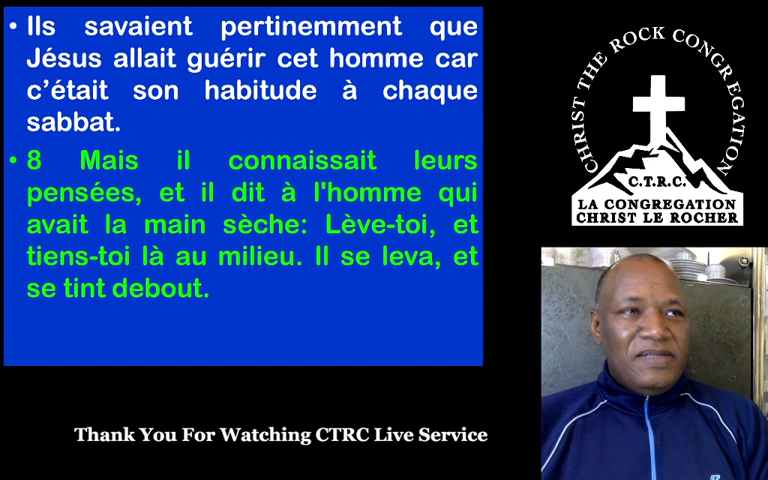 • Ils savaient pertinemment que
Jésus allait guérir cet homme car
c’était son habitude à chaque
sabbat.
• 8 Mais il connaissait leurs
pensées, et il dit à l'homme qui
avait la main sèche: Lève-toi, et
tiens-toi là au milieu. Il se leva, et
se tint debout.
CHRIST THE ROCK CONGREGATION
C.T.R.C.
LA CONGREGATION
CHRIST LE ROCHER
Thank You For Watching CTRC Live Service